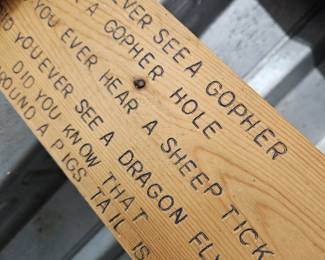 EVER SEE A GOPHER
A GOPHER HOLE
YOU EVER HEAR A SHEEP TICK
DID YOU EVER SEE A DRAGON FLY
DID YOU KNOW THAT
ROUND A PIGS TAIL IS